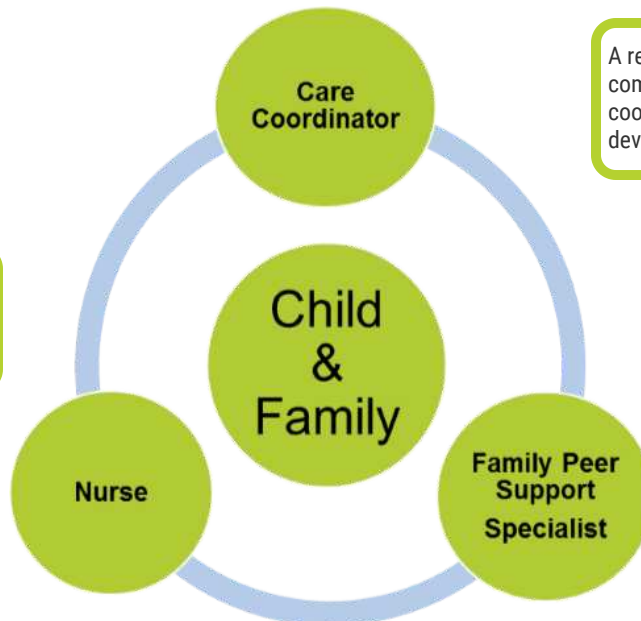 Care
Coordinator
A re
com
coo
dev
Child
&
Family
Nurse
Family Peer
Support
Specialist